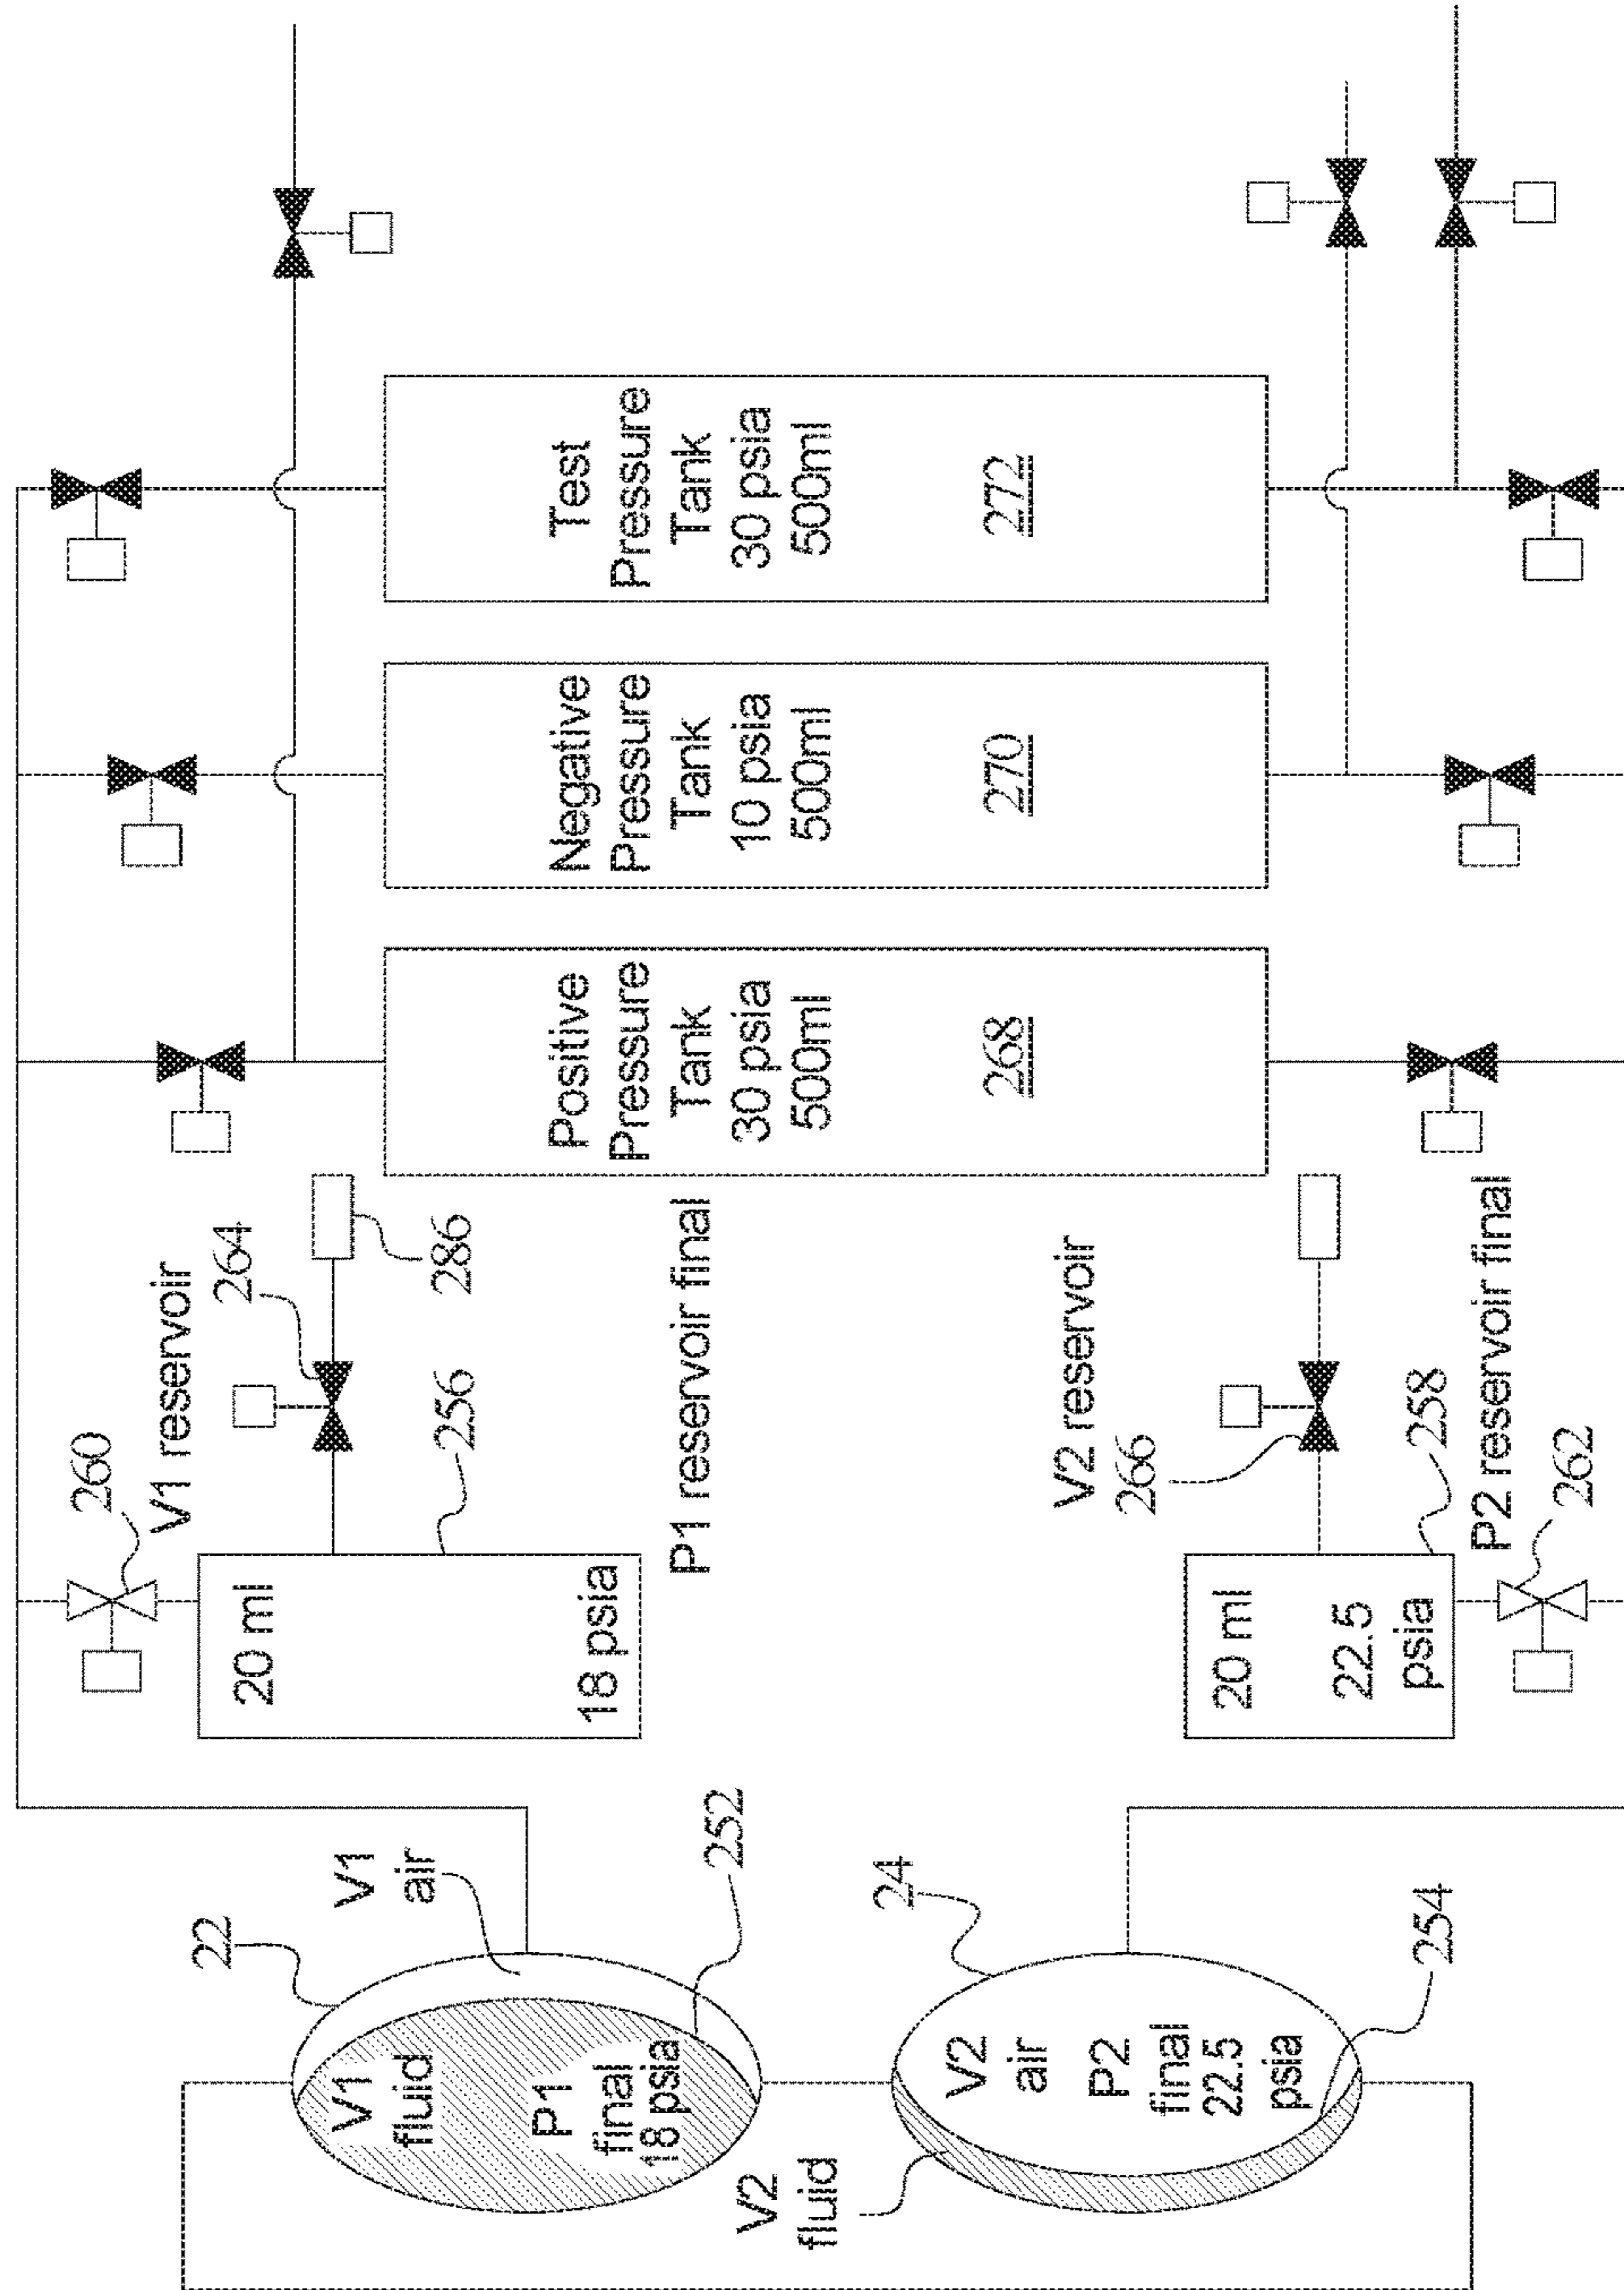 22
V1
fluid
P1
final
18 psia
V1
air
252
V2
fluid
24
V2
air
P2
final
22.5
psia
254
260
V1 reservoir
264
286
256
20 ml
18 psia
P1 reservoir final
V2 reservoir
266
258
20 ml
22.5
psia
P2 reservoir final
262
Positive
Pressure
Tank
30 psia
500ml
268
Negative
Pressure
Tank
10 psia
500ml
270
Test
Pressure
Tank
30 psia
500ml
272